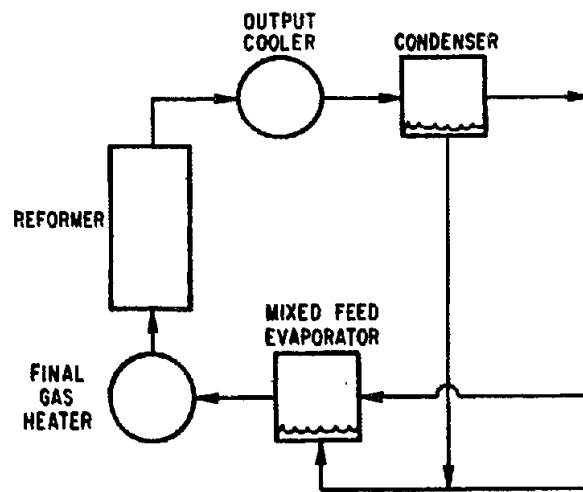 OUTPUT
COOLER
CONDENSER
REFORMER
MIXED FEED
EVAPORATOR
FINAL
GAS
HEATER